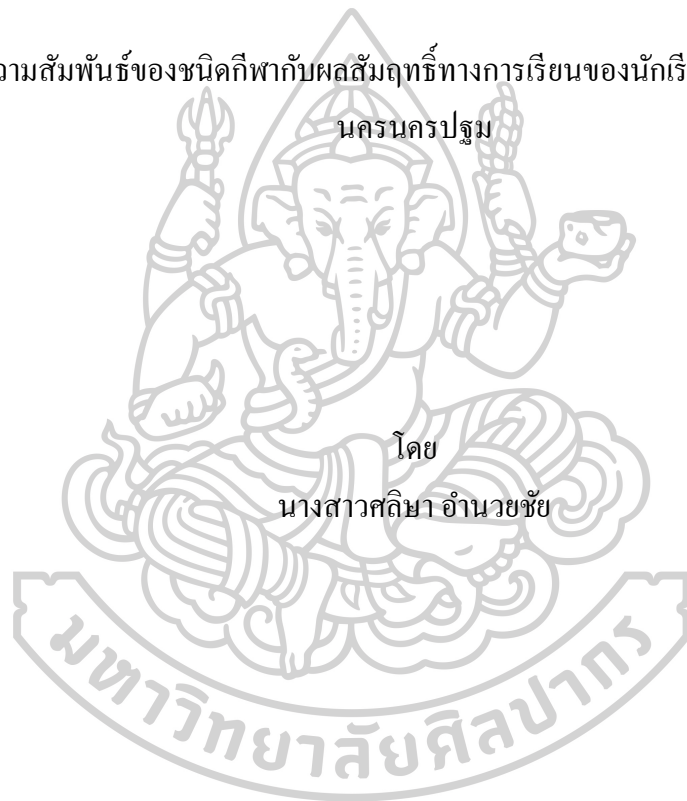 วามสัมพันธ์ของชนิดกีฬากับผลสัมฤทธิ์ทางการเรียนของนักเรี
นครนครปฐม
โดย
นางสาวศลิษา อำนวยชัย
มหาวิทยาลัยศิลปากร